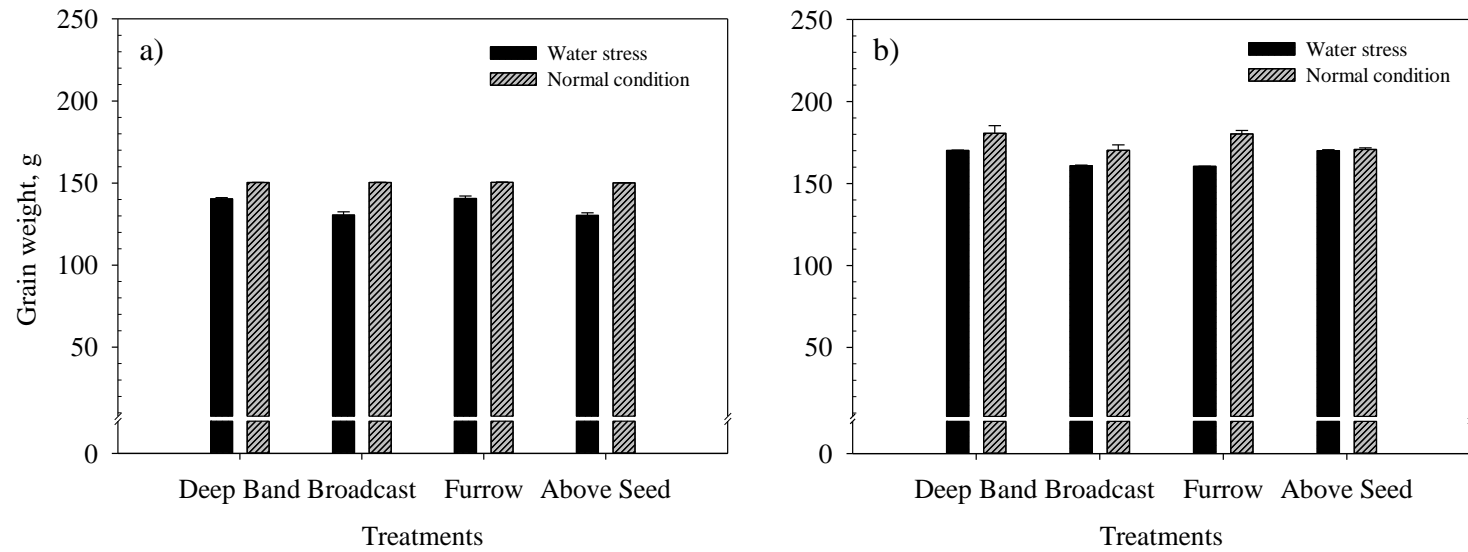 a)
Water stress
Normal condition
Grain weight, g
250
200
150
100
50
0
Deep Band Broadcast Furrow Above Seed
Treatments
b)
Water stress
Normal condition
250
200
150
100
50
0
Deep Band Broadcast Furrow Above Seed
Treatments